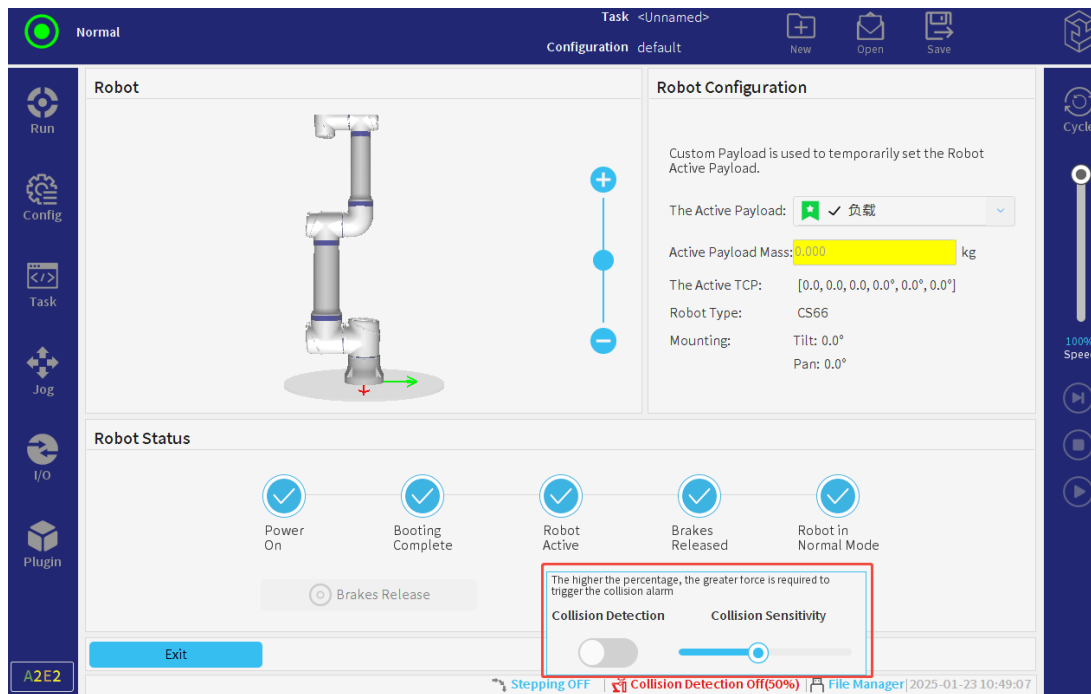 Normal
Task <Unnamed>
Configuration default
New
Open
Save
Run
Config
Task
Jog
I/O
Plugin
A2E2
Robot
Robot Configuration
Custom Payload is used to temporarily set the Robot
Active Payload.
The Active Payload: 负载
Active Payload Mass: 0.000 kg
The Active TCP: [0.0, 0.0, 0.0, 0.0°, 0.0°, 0.0°]
Robot Type: CS66
Mounting: Tilt: 0.0°
Pan: 0.0°
Robot Status
Power
On
Booting
Complete
Robot
Active
Brakes
Released
Robot in
Normal Mode
Brakes Release
The higher the percentage, the greater force is required to
trigger the collision alarm
Collision Detection Collision Sensitivity
Exit
Stepping OFF Collision Detection Off(50%) File Manager 2025-01-23 10:49:07
Cycle
100%
Speed